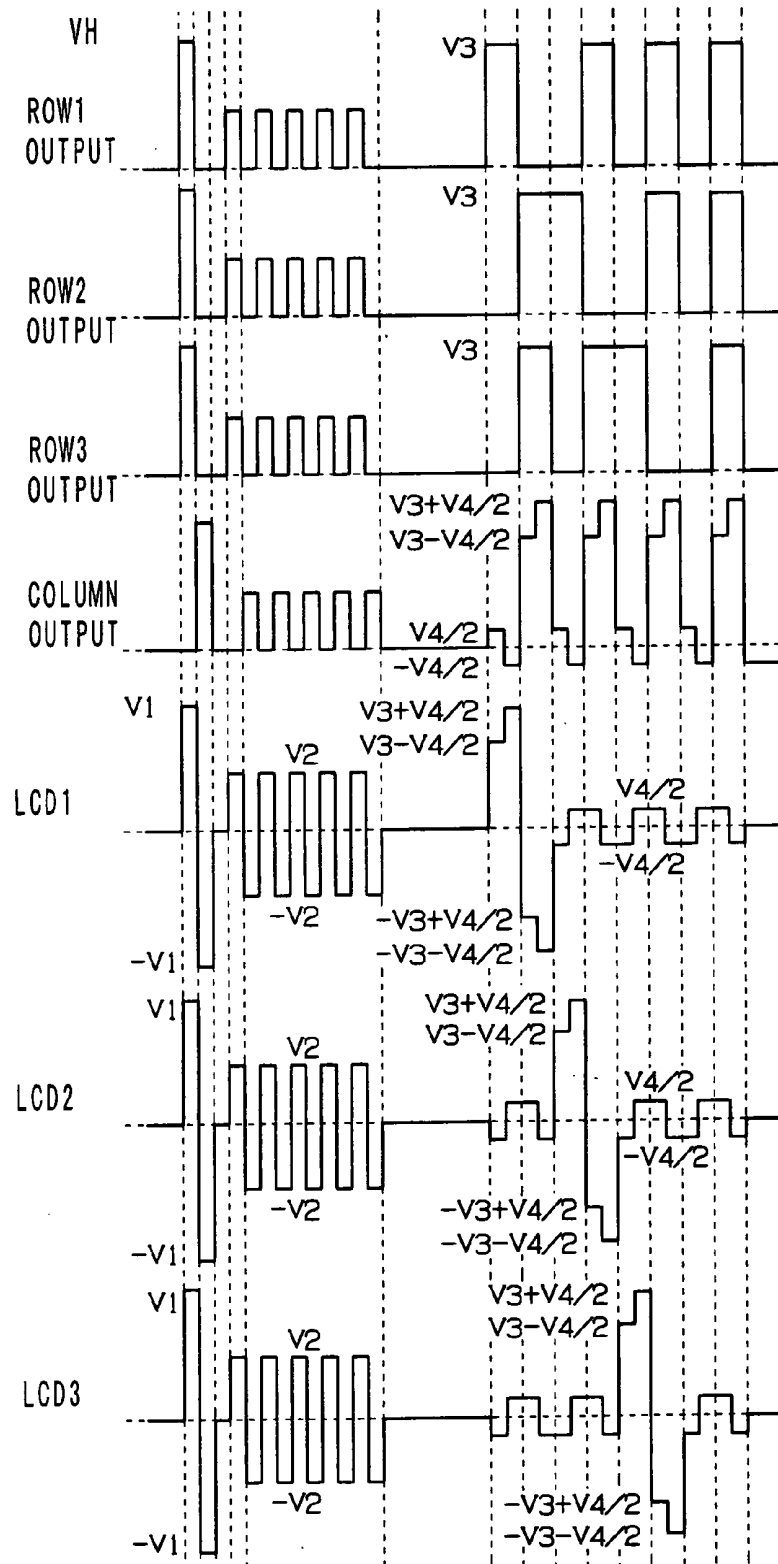 VH
V3
ROW1
OUTPUT
V3
ROW2
OUTPUT
V3
ROW3
OUTPUT
V3+V4/2
V3-V4/2
COLUMN
OUTPUT
V4/2
-V4/2
V1
V3+V4/2
V3-V4/2
V2
V4/2
LCD1
-V4/2
-V2
-V3+V4/2
-V3-V4/2
-V1
V1
V3+V4/2
V3-V4/2
V2
V4/2
LCD2
-V4/2
-V2
-V3+V4/2
-V3-V4/2
-V1
V1
V3+V4/2
V3-V4/2
V2
LCD3
-V2
-V3+V4/2
-V3-V4/2
-V1